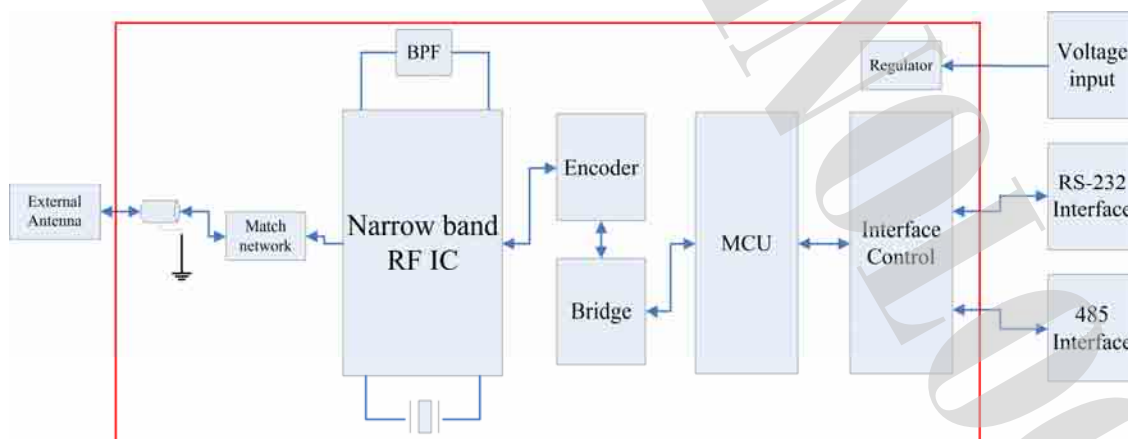 BPF
Regulator
Voltage
input
Encoder
External
Antenna
Match
network
Narrow band
RF IC
MCU
Interface
Control
RS-232
Interface
Bridge
485
Interface